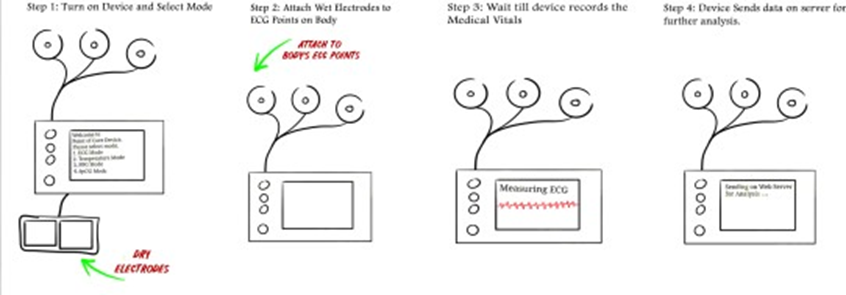 Step 1: Turn on Device and Select Mode
Welcome to
Point of Care Device.
Please select mode.
1. ECG Mode
2. Temperature Mode
4. SpO2 Mode
DRY
ELECTRODES
Step 2: Attach Wet Electrodes to
ECG Points on Body
ATTACH TO
BODY'S ECG POINTS
Step 3: Wait till device records the
Medical Vitals
Measuring ECG
Step 4: Device Sends data on server for
further analysis.
Sending on Web Server
for Analysis ...